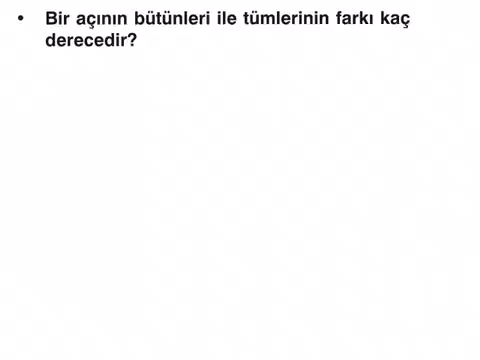 • Bir açının bütünleri ile tümlerinin farkı kaç
derecedir?